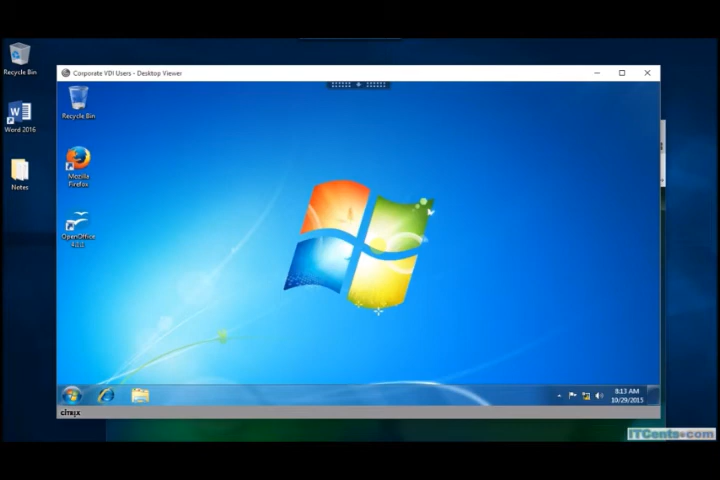 Recycle Bin
Word 2016
Notes
Corporate VDI Users - Desktop Viewer
Recycle Bin
Mozilla
Firefox
OpenOffice
8:13 AM
10/29/2015
CITRIX
ITCents.com